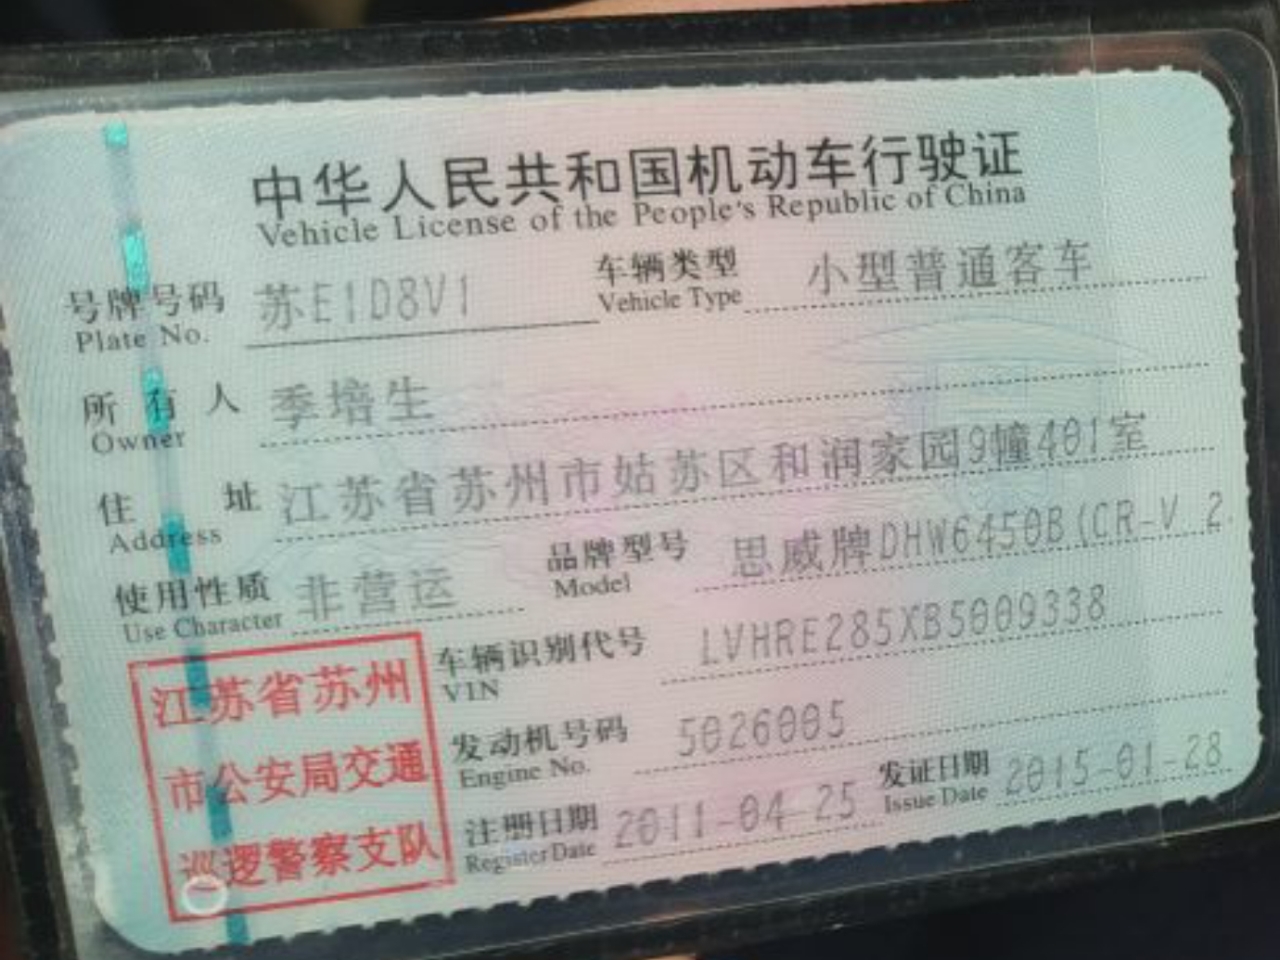 中华人民共和国机动车行驶证
Vehicle License of the People's Republic of China
号牌号码 苏E1D8V1 车辆类型 小型普通客车
Plate No. Vehicle Type
所有人 季培生
Owner
住址 江苏省苏州市姑苏区和润家园9幢401室
Address
使用性质 非营运 品牌型号 思威牌DHW6450B(CR-V 2.
Use Character Model
车辆识别代号 LVHRE285XB5009338
VIN
发动机号码 5026005
Engine No.
注册日期 2011-04-25 发证日期 2015-01-28
Register Date Issue Date
江苏省苏州
市公安局交通
巡逻警察支队